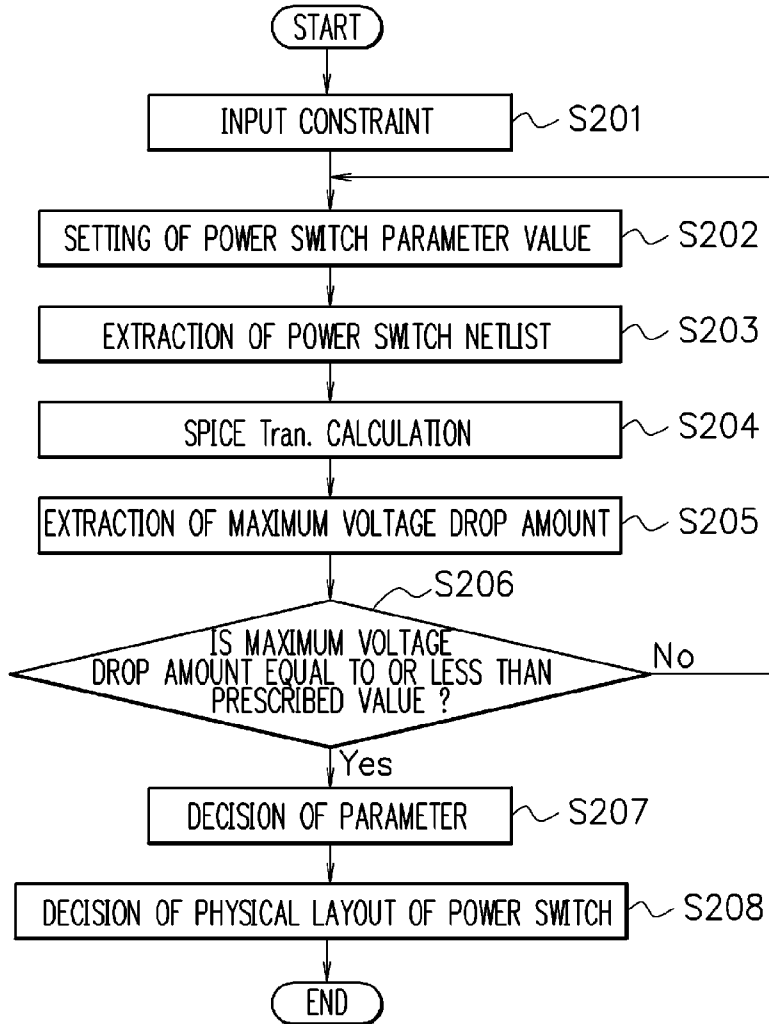 START
INPUT CONSTRAINT
S201
SETTING OF POWER SWITCH PARAMETER VALUE
S202
EXTRACTION OF POWER SWITCH NETLIST
S203
SPICE Tran. CALCULATION
S204
EXTRACTION OF MAXIMUM VOLTAGE DROP AMOUNT
S205
S206
IS MAXIMUM VOLTAGE
DROP AMOUNT EQUAL TO OR LESS THAN
PRESCRIBED VALUE ?
No
Yes
DECISION OF PARAMETER
S207
DECISION OF PHYSICAL LAYOUT OF POWER SWITCH
S208
END